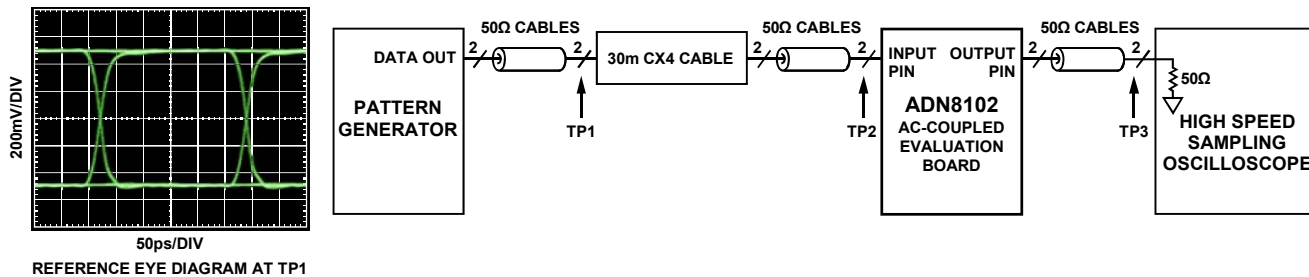 200mV/DIV
50ps/DIV
REFERENCE EYE DIAGRAM AT TP1
DATA OUT
PATTERN
GENERATOR
2
50Ω CABLES
2
TP1
30m CX4 CABLE
2
50Ω CABLES
2
TP2
INPUT
PIN
OUTPUT
PIN
ADN8102
AC-COUPLED
EVALUATION
BOARD
2
50Ω CABLES
2
TP3
50Ω
HIGH SPEED
SAMPLING
OSCILLOSCOPE